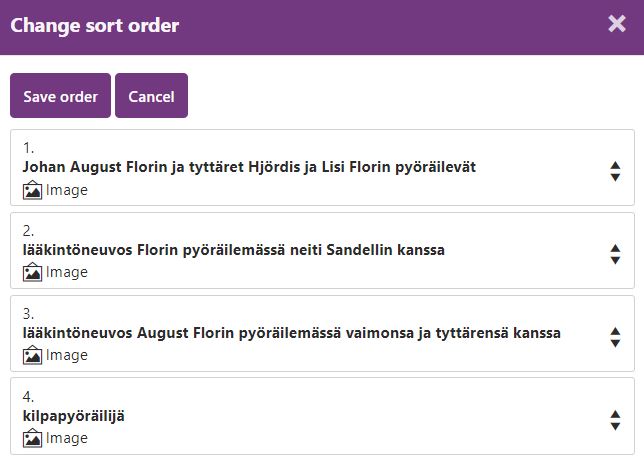 Change sort order
Save order Cancel
1.
Johan August Florin ja tyttäret Hjördis ja Lisi Florin pyöräilevät
Image
2.
lääkintöneuvos Florin pyöräilemässä neiti Sandellin kanssa
Image
3.
lääkintöneuvos August Florin pyöräilemässä vaimonsa ja tyttärensä kanssa
Image
4.
kilpapyöräilijä
Image